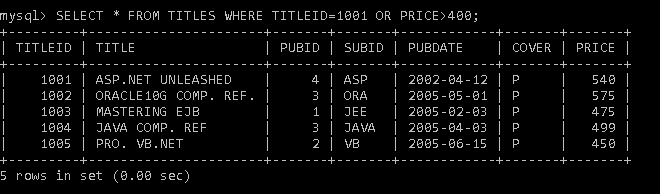 mysql> SELECT * FROM TITLES WHERE TITLEID=1001 OR PRICE>400;
+---------+----------------------+-------+-------+------------+-------+-------+
| TITLEID | TITLE                | PUBID | SUBID | PUBDATE    | COVER | PRICE |
+---------+----------------------+-------+-------+------------+-------+-------+
|    1001 | ASP.NET UNLEASHED    |     4 | ASP   | 2002-04-12 | P     |   540 |
|    1002 | ORACLE10G COMP. REF. |     3 | ORA   | 2005-05-01 | P     |   575 |
|    1003 | MASTERING EJB        |     1 | JEE   | 2005-02-03 | P     |   475 |
|    1004 | JAVA COMP. REF       |     3 | JAVA  | 2005-04-03 | P     |   499 |
|    1005 | PRO. VB.NET          |     2 | VB    | 2005-06-15 | P     |   450 |
+---------+----------------------+-------+-------+------------+-------+-------+
5 rows in set (0.00 sec)